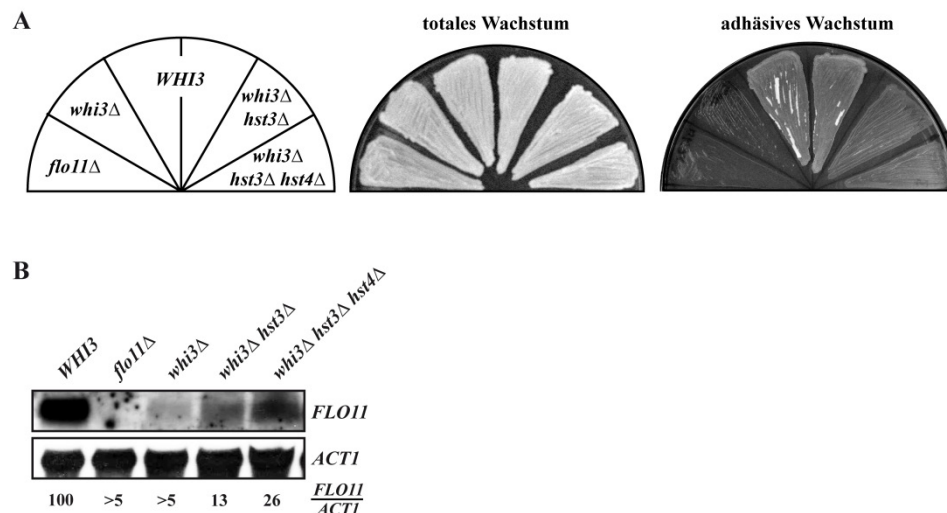 A
totales Wachstum
adhäsives Wachstum
WHI3
whi3Δ
whi3Δ
hst3Δ
flo11Δ
whi3Δ
hst3Δ hst4Δ
B
WHI3
flo11Δ
whi3Δ
whi3Δ hst3Δ
whi3Δ hst3Δ hst4Δ
FLO11
ACT1
100 >5 >5 13 26
FLO11
ACT1